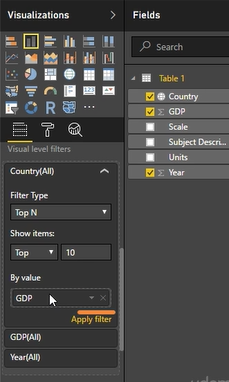 Visualizations
Fields
Search
Table 1
Country
GDP
Scale
Subject Descri...
Units
Year
R
Visual level filters
Country(All)
Filter Type
Top N
Show items:
Top
10
By value
GDP
Apply filter
GDP(All)
Year(All)